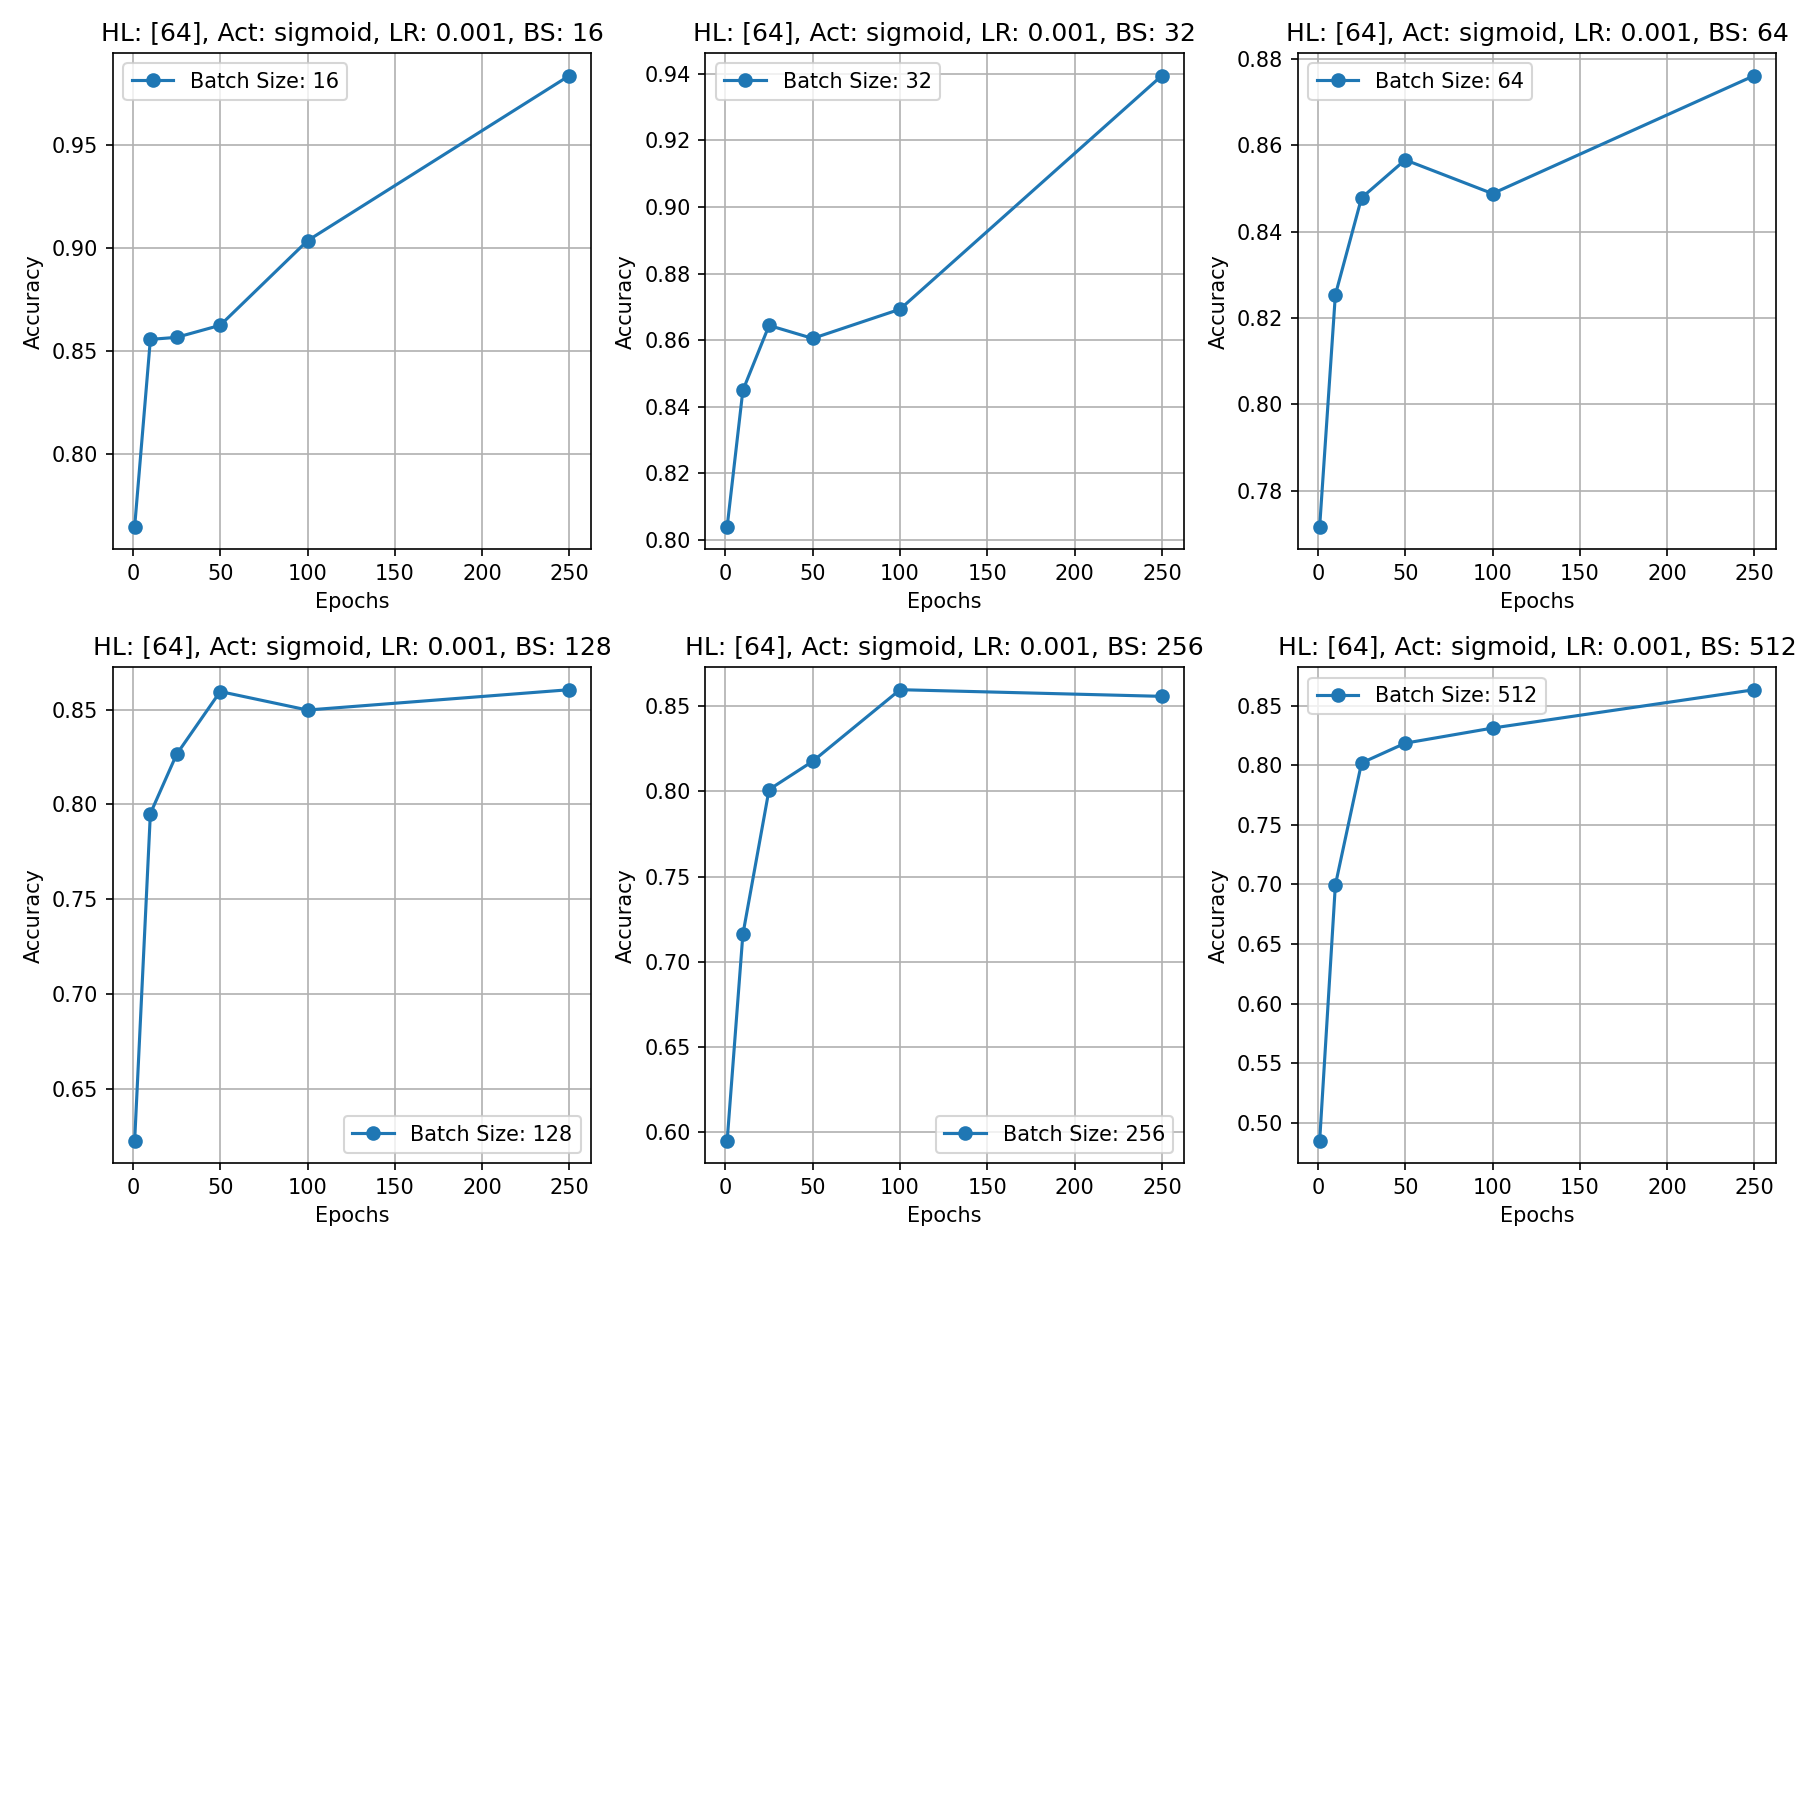 HL: [64], Act: sigmoid, LR: 0.001, BS: 16
Batch Size: 16
Accuracy
0.95
0.90
0.85
0.80
0 50 100 150 200 250
Epochs
HL: [64], Act: sigmoid, LR: 0.001, BS: 32
Batch Size: 32
Accuracy
0.94
0.92
0.90
0.88
0.86
0.84
0.82
0.80
0 50 100 150 200 250
Epochs
HL: [64], Act: sigmoid, LR: 0.001, BS: 64
Batch Size: 64
Accuracy
0.88
0.86
0.84
0.82
0.80
0.78
0 50 100 150 200 250
Epochs
HL: [64], Act: sigmoid, LR: 0.001, BS: 128
Accuracy
0.85
0.80
0.75
0.70
0.65
Batch Size: 128
0 50 100 150 200 250
Epochs
HL: [64], Act: sigmoid, LR: 0.001, BS: 256
Accuracy
0.85
0.80
0.75
0.70
0.65
0.60
Batch Size: 256
0 50 100 150 200 250
Epochs
HL: [64], Act: sigmoid, LR: 0.001, BS: 512
Batch Size: 512
Accuracy
0.85
0.80
0.75
0.70
0.65
0.60
0.55
0.50
0 50 100 150 200 250
Epochs